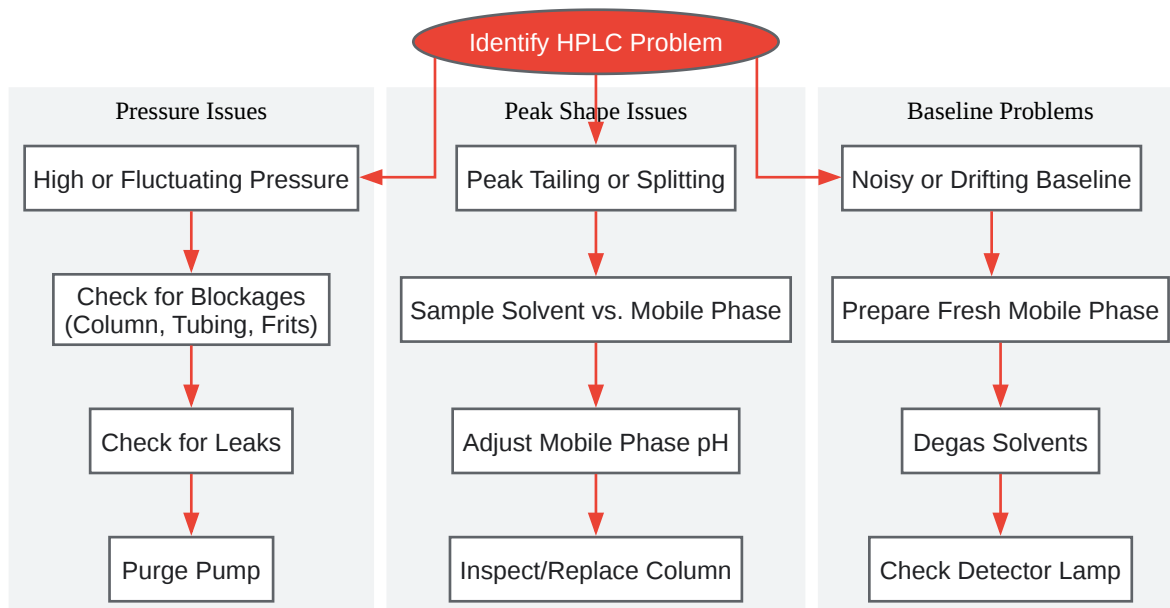 Identify HPLC Problem
Pressure Issues
High or Fluctuating Pressure
Check for Blockages
(Column, Tubing, Frits)
Check for Leaks
Purge Pump
Peak Shape Issues
Peak Tailing or Splitting
Sample Solvent vs. Mobile Phase
Adjust Mobile Phase pH
Inspect/Replace Column
Baseline Problems
Noisy or Drifting Baseline
Prepare Fresh Mobile Phase
Degas Solvents
Check Detector Lamp